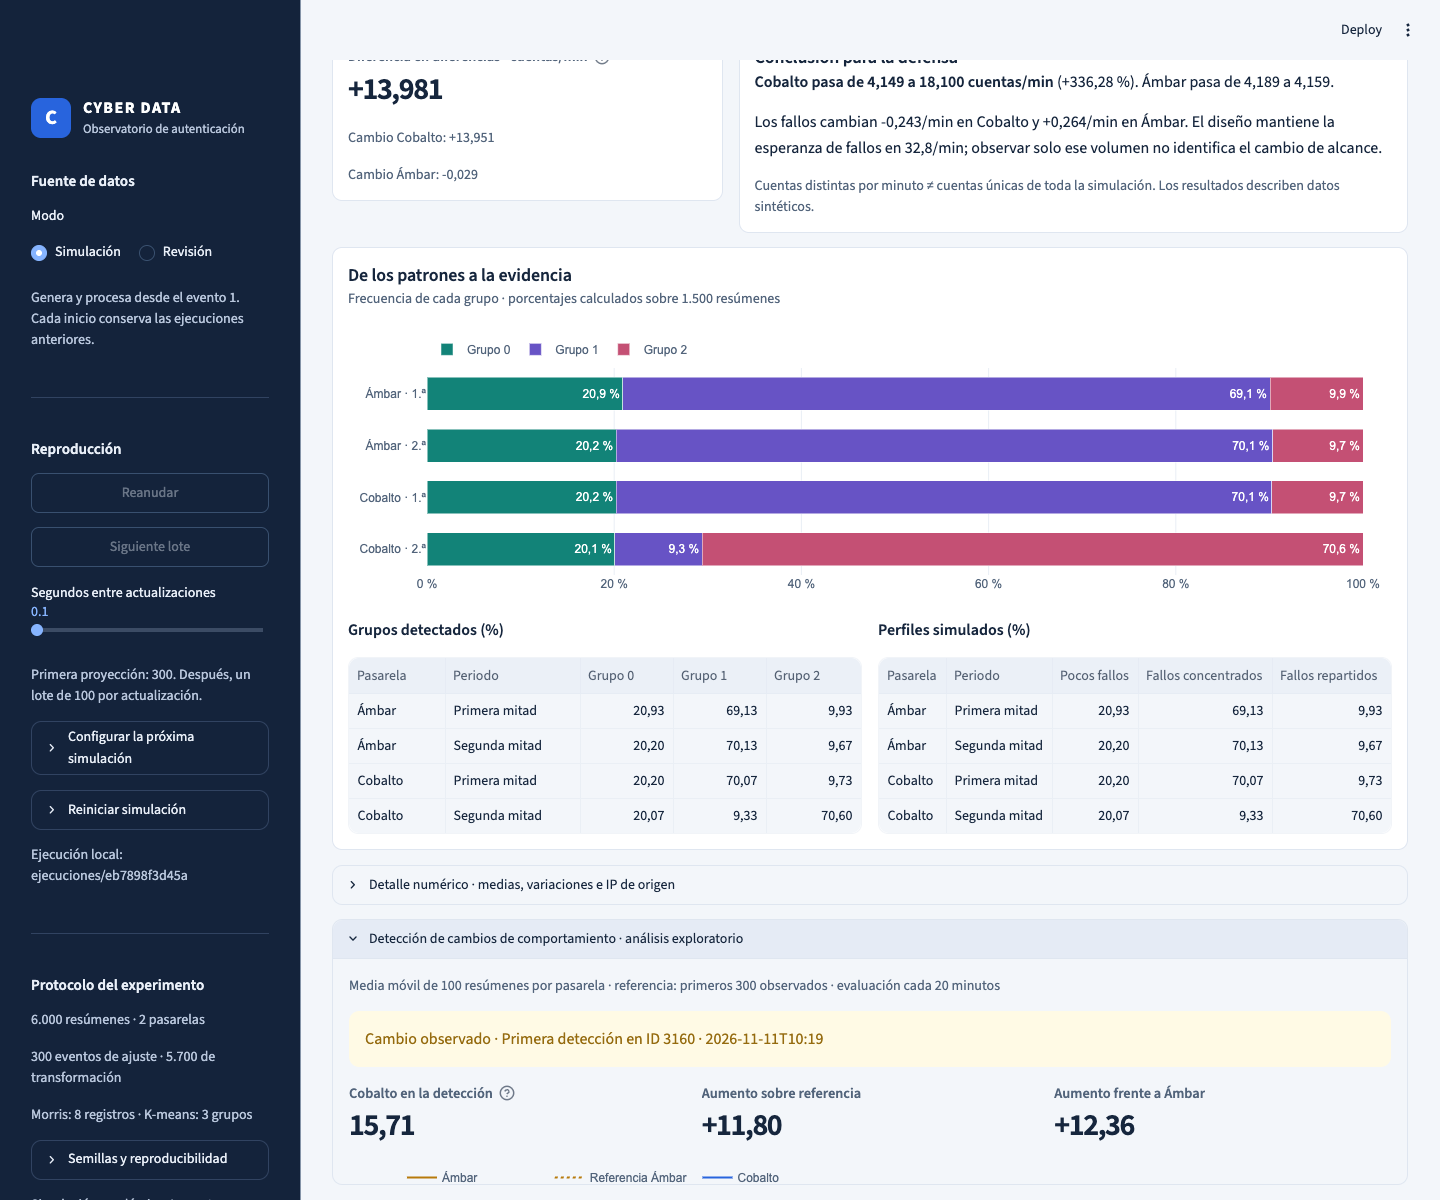 Deploy
C
CYBER DATA
Observatorio de autenticación
Fuente de datos
Modo
Simulación
Revisión
Genera y procesa desde el evento 1.
Cada inicio conserva las ejecuciones
anteriores.
Reproducción
Reanudar
Siguiente lote
Segundos entre actualizaciones
0.1
Primera proyección: 300. Después, un
lote de 100 por actualización.
Configurar la próxima
simulación
Reiniciar simulación
Ejecución local:
ejecuciones/eb7898f3d45a
Protocolo del experimento
6.000 resúmenes · 2 pasarelas
300 eventos de ajuste · 5.700 de
transformación
Morris: 8 registros · K-means: 3 grupos
Semillas y reproducibilidad
+13,981
Cambio Cobalto: +13,951
Cambio Ámbar: -0,029
Conclusión para la defensa
Cobalto pasa de 4,149 a 18,100 cuentas/min (+336,28 %). Ámbar pasa de 4,189 a 4,159.
Los fallos cambian -0,243/min en Cobalto y +0,264/min en Ámbar. El diseño mantiene la
esperanza de fallos en 32,8/min; observar solo ese volumen no identifica el cambio de alcance.
Cuentas distintas por minuto ≠ cuentas únicas de toda la simulación. Los resultados describen datos
sintéticos.
De los patrones a la evidencia
Frecuencia de cada grupo · porcentajes calculados sobre 1.500 resúmenes
Grupo 0 Grupo 1 Grupo 2
Ámbar · 1.ª 20,9 % 69,1 % 9,9 %
Ámbar · 2.ª 20,2 % 70,1 % 9,7 %
Cobalto · 1.ª 20,2 % 70,1 % 9,7 %
Cobalto · 2.ª 20,1 % 9,3 % 70,6 %
0 % 20 % 40 % 60 % 80 % 100 %
Grupos detectados (%)
Pasarela Periodo Grupo 0 Grupo 1 Grupo 2
Ámbar Primera mitad 20,93 69,13 9,93
Ámbar Segunda mitad 20,20 70,13 9,67
Cobalto Primera mitad 20,20 70,07 9,73
Cobalto Segunda mitad 20,07 9,33 70,60
Perfiles simulados (%)
Pasarela Periodo Pocos fallos Fallos concentrados Fallos repartidos
Ámbar Primera mitad 20,93 69,13 9,93
Ámbar Segunda mitad 20,20 70,13 9,67
Cobalto Primera mitad 20,20 70,07 9,73
Cobalto Segunda mitad 20,07 9,33 70,60
Detalle numérico · medias, variaciones e IP de origen
Detección de cambios de comportamiento · análisis exploratorio
Media móvil de 100 resúmenes por pasarela · referencia: primeros 300 observados · evaluación cada 20 minutos
Cambio observado · Primera detección en ID 3160 · 2026-11-11T10:19
Cobalto en la detección
15,71
Aumento sobre referencia
+11,80
Aumento frente a Ámbar
+12,36
Ámbar Referencia Ámbar Cobalto